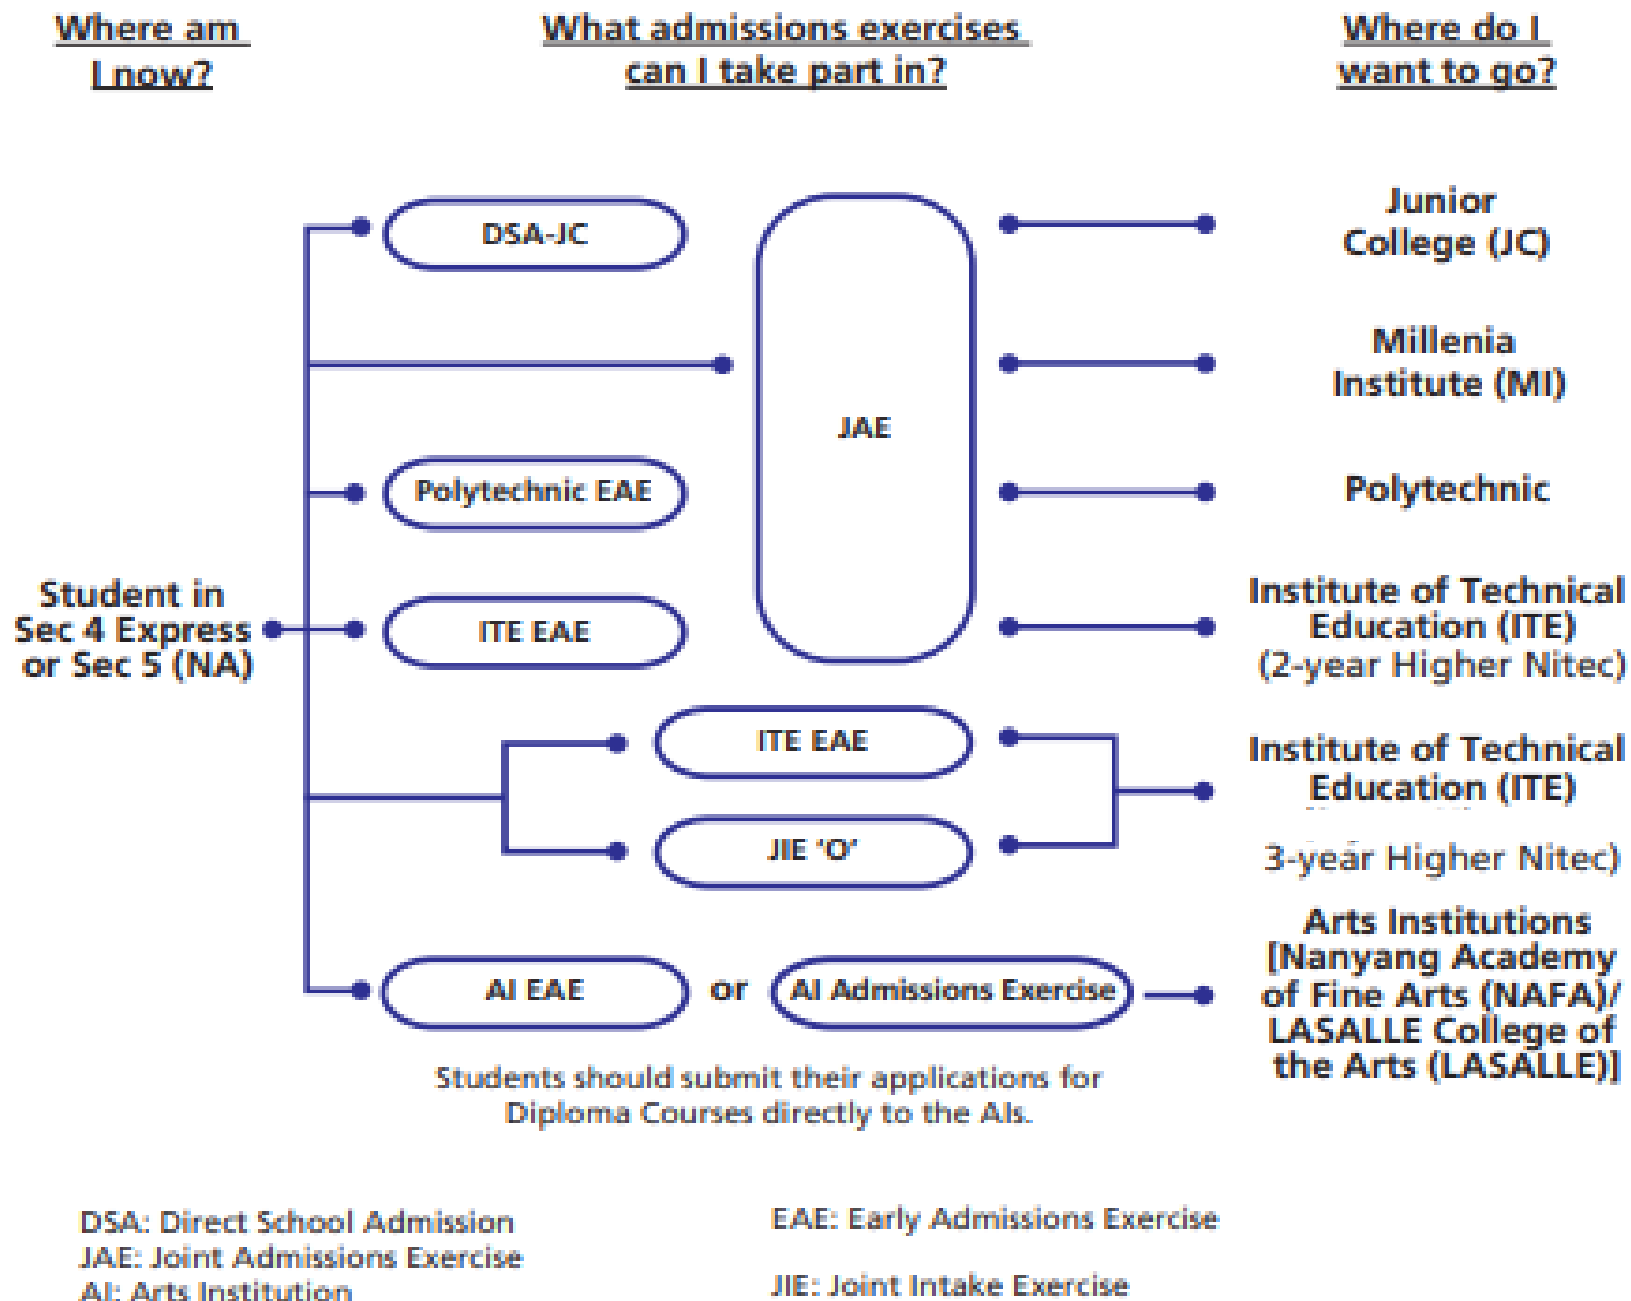 Where am
I now?
What admissions exercises
can I take part in?
Where do I
want to go?
DSA-JC
JAE
Junior
College (JC)
Millenia
Institute (MI)
Polytechnic EAE
Polytechnic
Student in
Sec 4 Express
or Sec 5 (NA)
ITE EAE
Institute of Technical
Education (ITE)
(2-year Higher Nitec)
ITE EAE
JIE ‘O’
Institute of Technical
Education (ITE)
3-year Higher Nitec)
AI EAE or AI Admissions Exercise
Arts Institutions
[Nanyang Academy
of Fine Arts (NAFA)/
LASALLE College of
the Arts (LASALLE)]
Students should submit their applications for
Diploma Courses directly to the AIs.
DSA: Direct School Admission
JAE: Joint Admissions Exercise
AI: Arts Institution
EAE: Early Admissions Exercise
JIE: Joint Intake Exercise